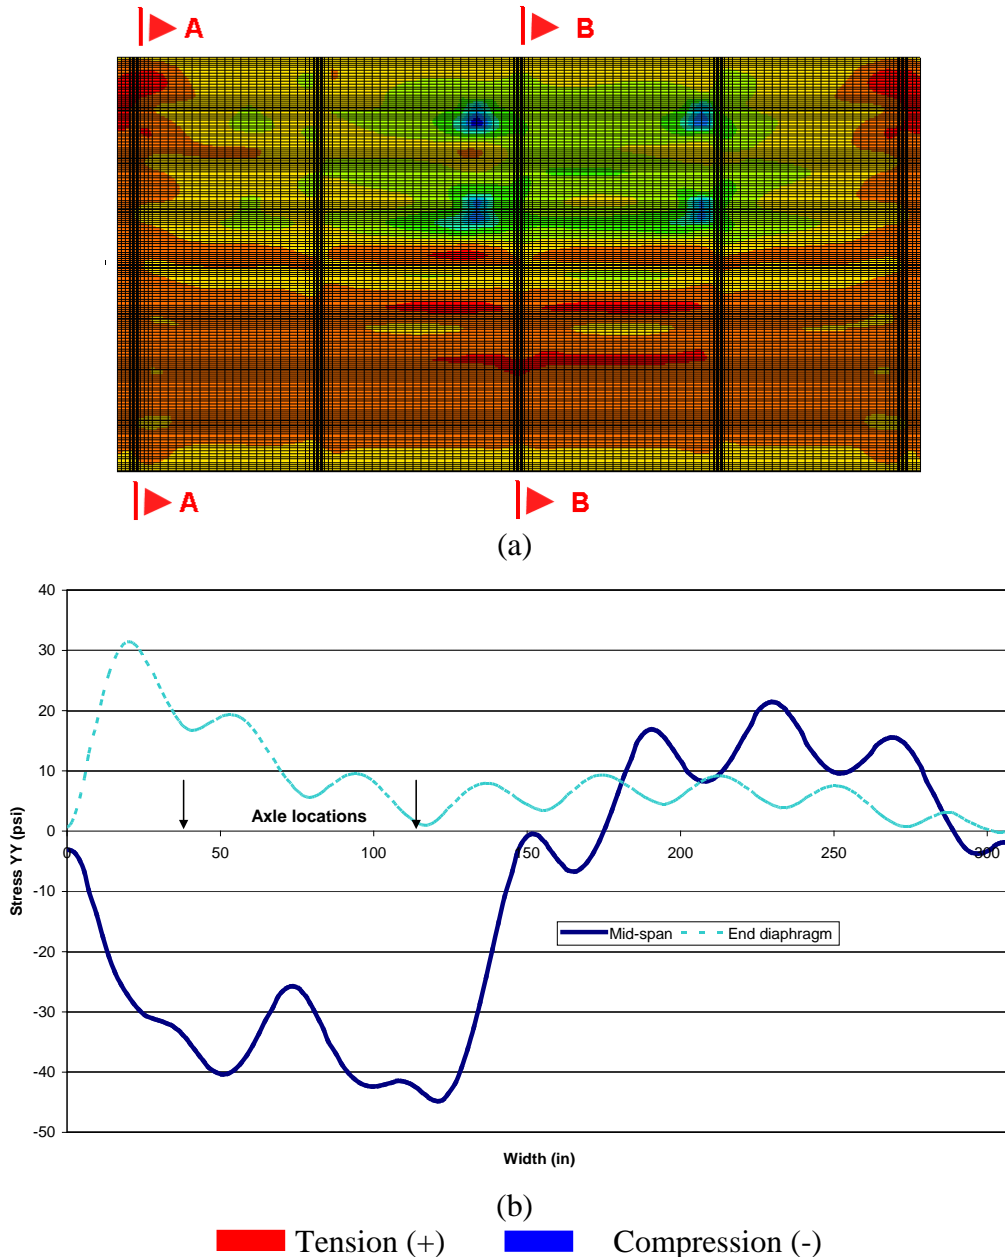 A B
A B
(a)
40
30
20
10
0
-10
-20
-30
-40
-50
0 50 100 150 200 250 300
Stress YY (psi)
Axle locations
Mid-span End diaphragm
Width (in)
(b)
Tension (+) Compression (-)